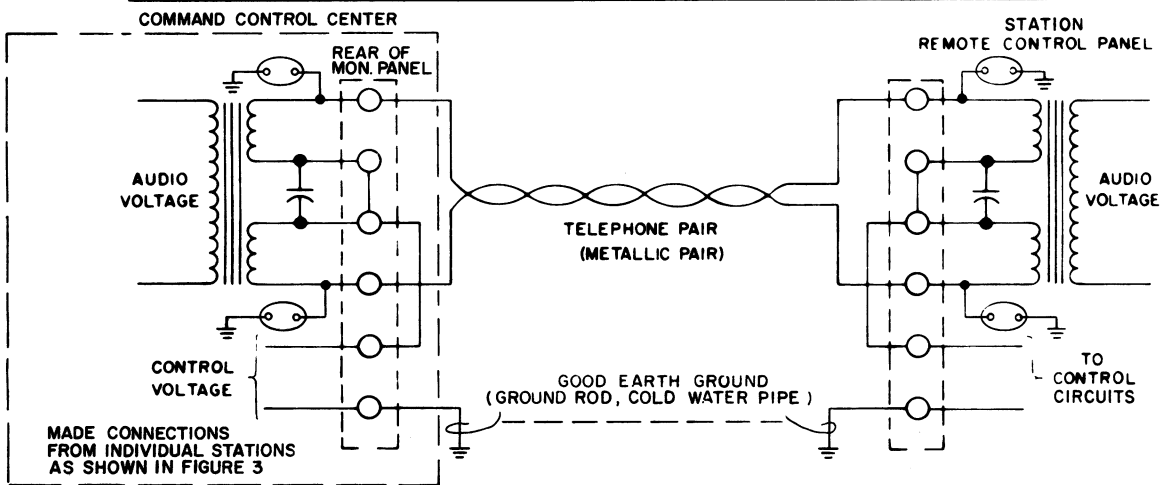 COMMAND CONTROL CENTER
REAR OF
MON. PANEL
STATION
REMOTE CONTROL PANEL
AUDIO
VOLTAGE
TELEPHONE PAIR
(METALLIC PAIR)
AUDIO
VOLTAGE
CONTROL
VOLTAGE
GOOD EARTH GROUND
(GROUND ROD, COLD WATER PIPE)
TO
CONTROL
CIRCUITS
MADE CONNECTIONS
FROM INDIVIDUAL STATIONS
AS SHOWN IN FIGURE 3